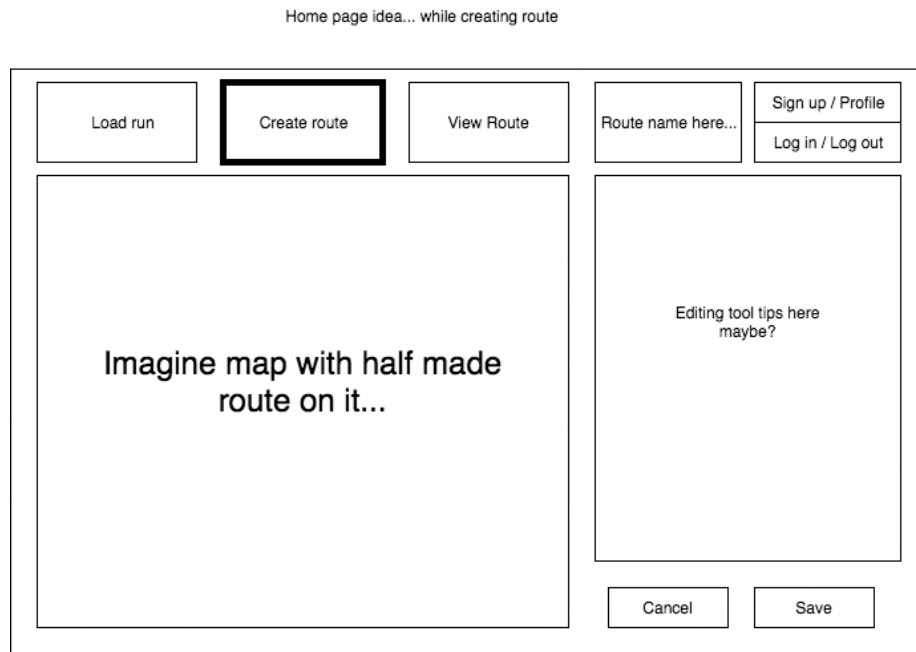 Home page idea... while creating route
Load run
Create route
View Route
Route name here...
Sign up / Profile
Log in / Log out
Imagine map with half made
route on it...
Editing tool tips here
maybe?
Cancel
Save